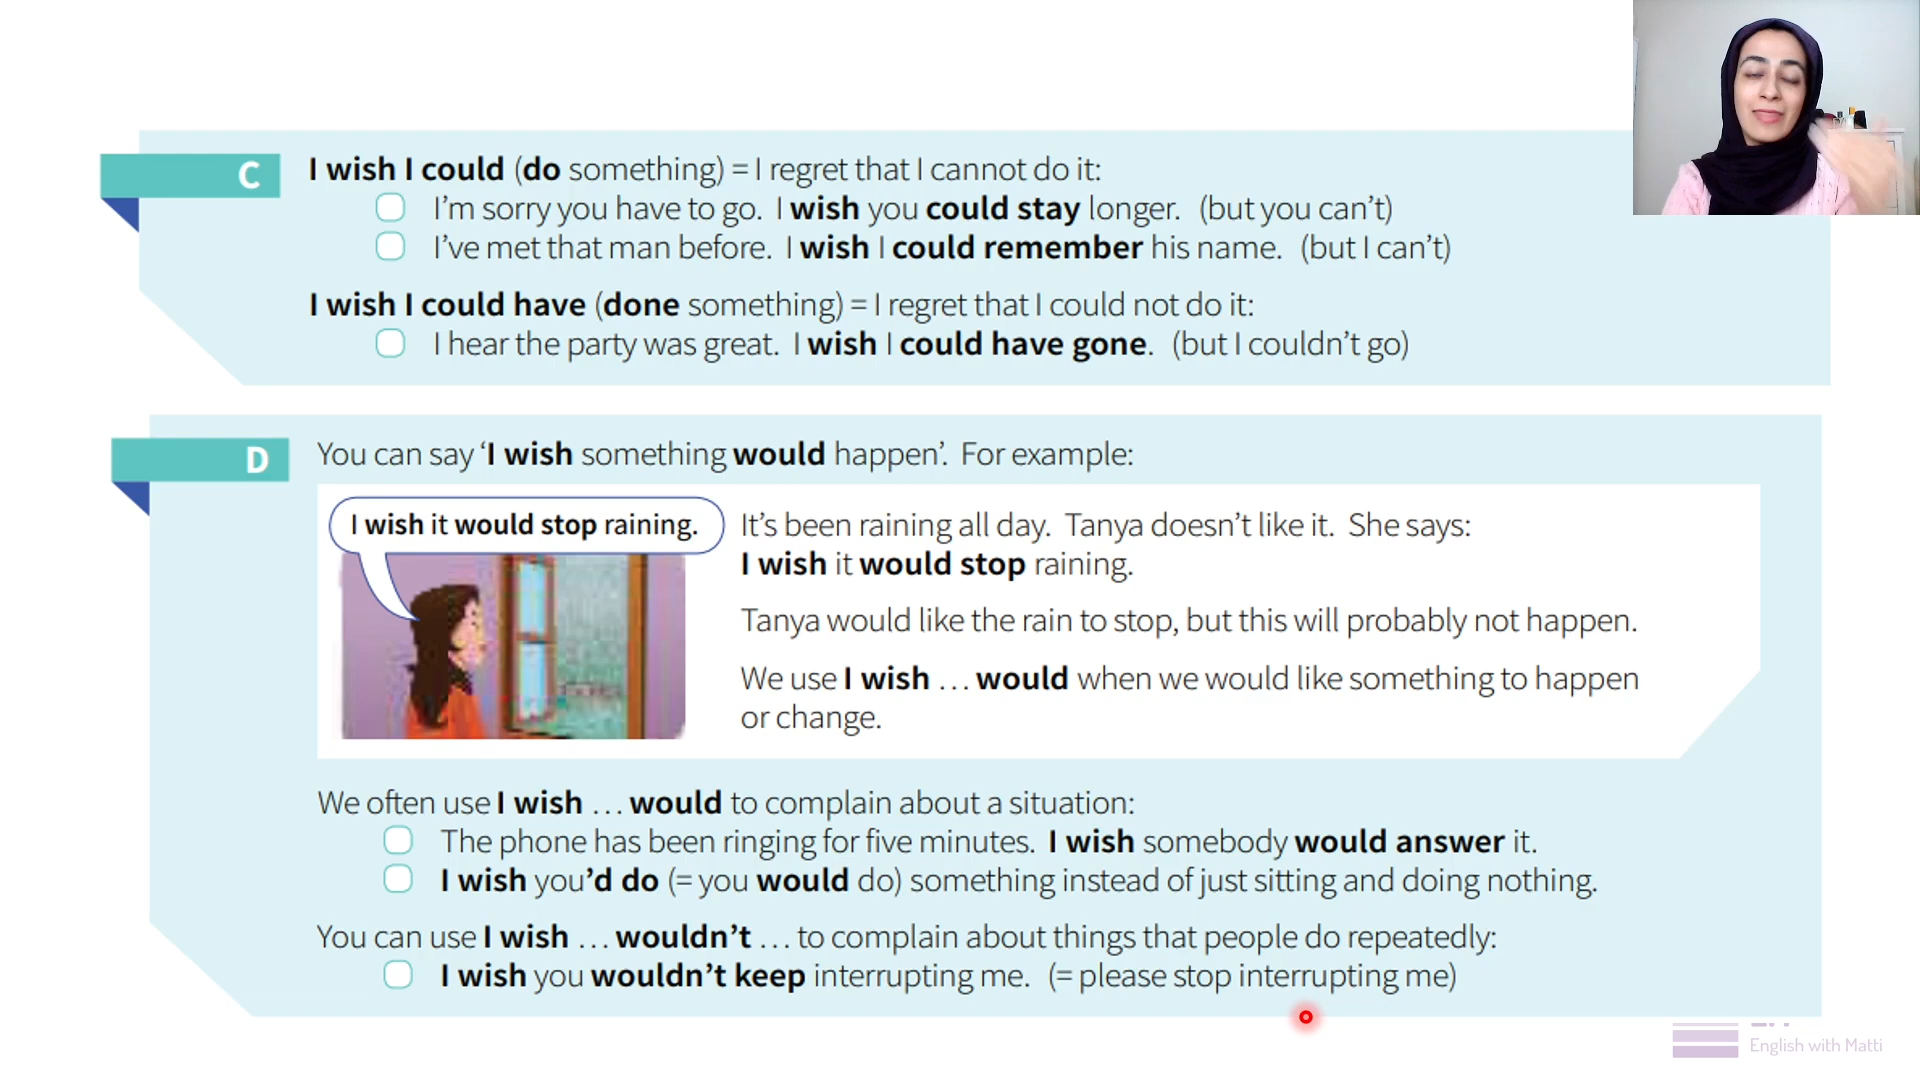 C
I wish I could (do something) = I regret that I cannot do it:
I'm sorry you have to go. I wish you could stay longer. (but you can't)
I've met that man before. I wish I could remember his name. (but I can't)
I wish I could have (done something) = I regret that I could not do it:
I hear the party was great. I wish I could have gone. (but I couldn't go)
D
You can say ‘I wish something would happen’. For example:
I wish it would stop raining.
It’s been raining all day. Tanya doesn’t like it. She says:
I wish it would stop raining.
Tanya would like the rain to stop, but this will probably not happen.
We use I wish … would when we would like something to happen
or change.
We often use I wish … would to complain about a situation:
The phone has been ringing for five minutes. I wish somebody would answer it.
I wish you’d do (= you would do) something instead of just sitting and doing nothing.
You can use I wish … wouldn’t … to complain about things that people do repeatedly:
I wish you wouldn’t keep interrupting me. (= please stop interrupting me)
English with Matti